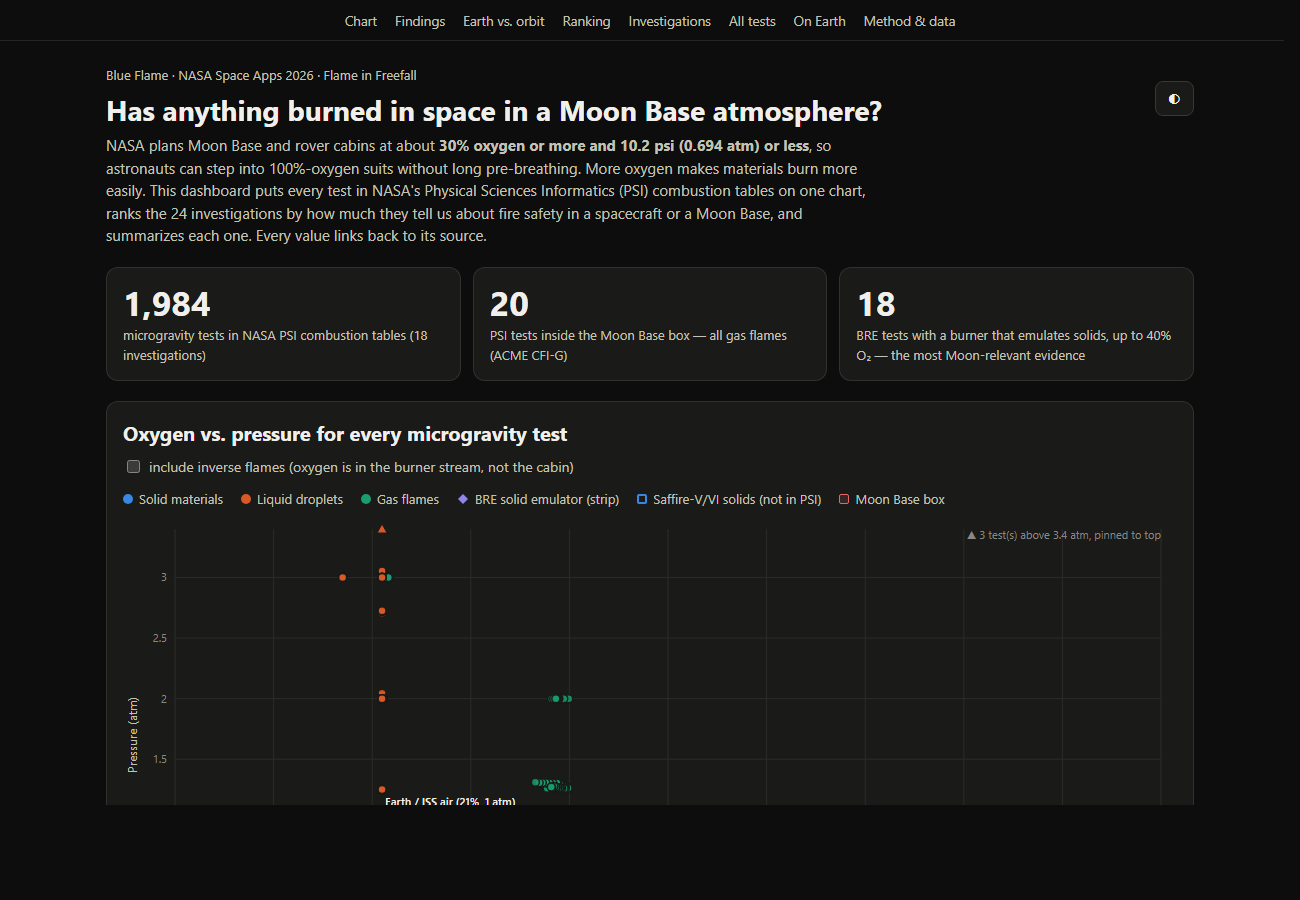 Chart Findings Earth vs. orbit Ranking Investigations All tests On Earth Method & data
Blue Flame · NASA Space Apps 2026 · Flame in Freefall
Has anything burned in space in a Moon Base atmosphere?
◐
NASA plans Moon Base and rover cabins at about 30% oxygen or more and 10.2 psi (0.694 atm) or less, so
astronauts can step into 100%-oxygen suits without long pre-breathing. More oxygen makes materials burn more
easily. This dashboard puts every test in NASA's Physical Sciences Informatics (PSI) combustion tables on one chart,
ranks the 24 investigations by how much they tell us about fire safety in a spacecraft or a Moon Base, and
summarizes each one. Every value links back to its source.
1,984
microgravity tests in NASA PSI combustion tables (18
investigations)
20
PSI tests inside the Moon Base box — all gas flames
(ACME CFI-G)
18
BRE tests with a burner that emulates solids, up to 40%
O₂ — the most Moon-relevant evidence
Oxygen vs. pressure for every microgravity test
include inverse flames (oxygen is in the burner stream, not the cabin)
Solid materials Liquid droplets Gas flames BRE solid emulator (strip) Saffire-V/VI solids (not in PSI) Moon Base box
▲ 3 test(s) above 3.4 atm, pinned to top
3
2.5
2
1.5
Pressure (atm)
Earth / ISS air (21%, 1 atm)